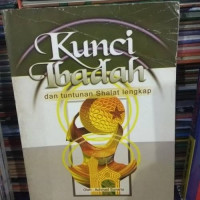 Kunci
Ibadah
dan tuntunan Shalat lengkap